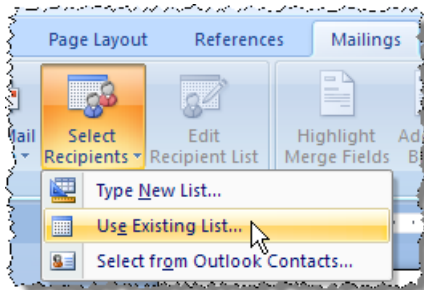 Page Layout References Mailings
Select Edit Highlight
Recipients Recipient List Merge Fields
Type New List...
Use Existing List...
Select from Outlook Contacts...